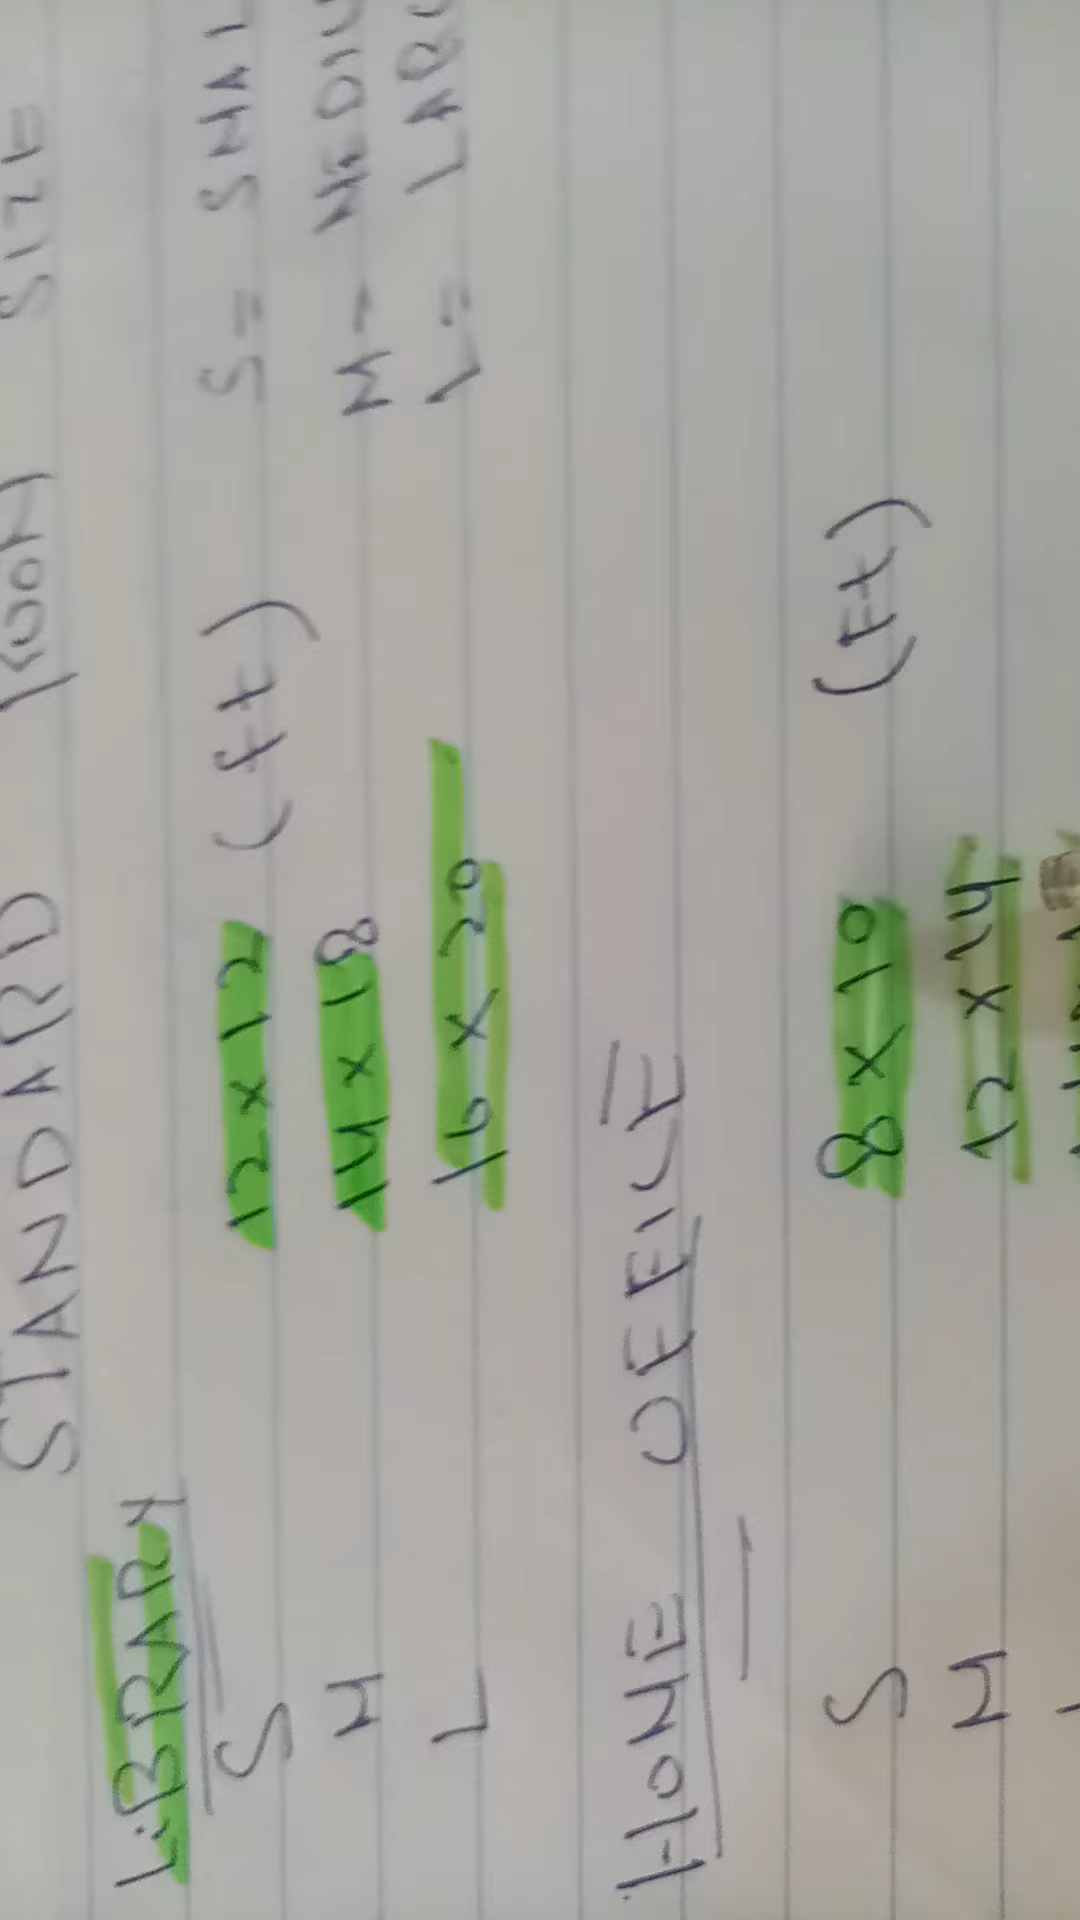 STANDARD ROOM SIZE
LiBRARY
S 12 x 12 (ft) S = SMAL
M 14 x 18 M - MEDIU
L 16 x 20 L = LARG
HOME OFFICE
S 8 x 10 (Ft)
M 12 x 14
L